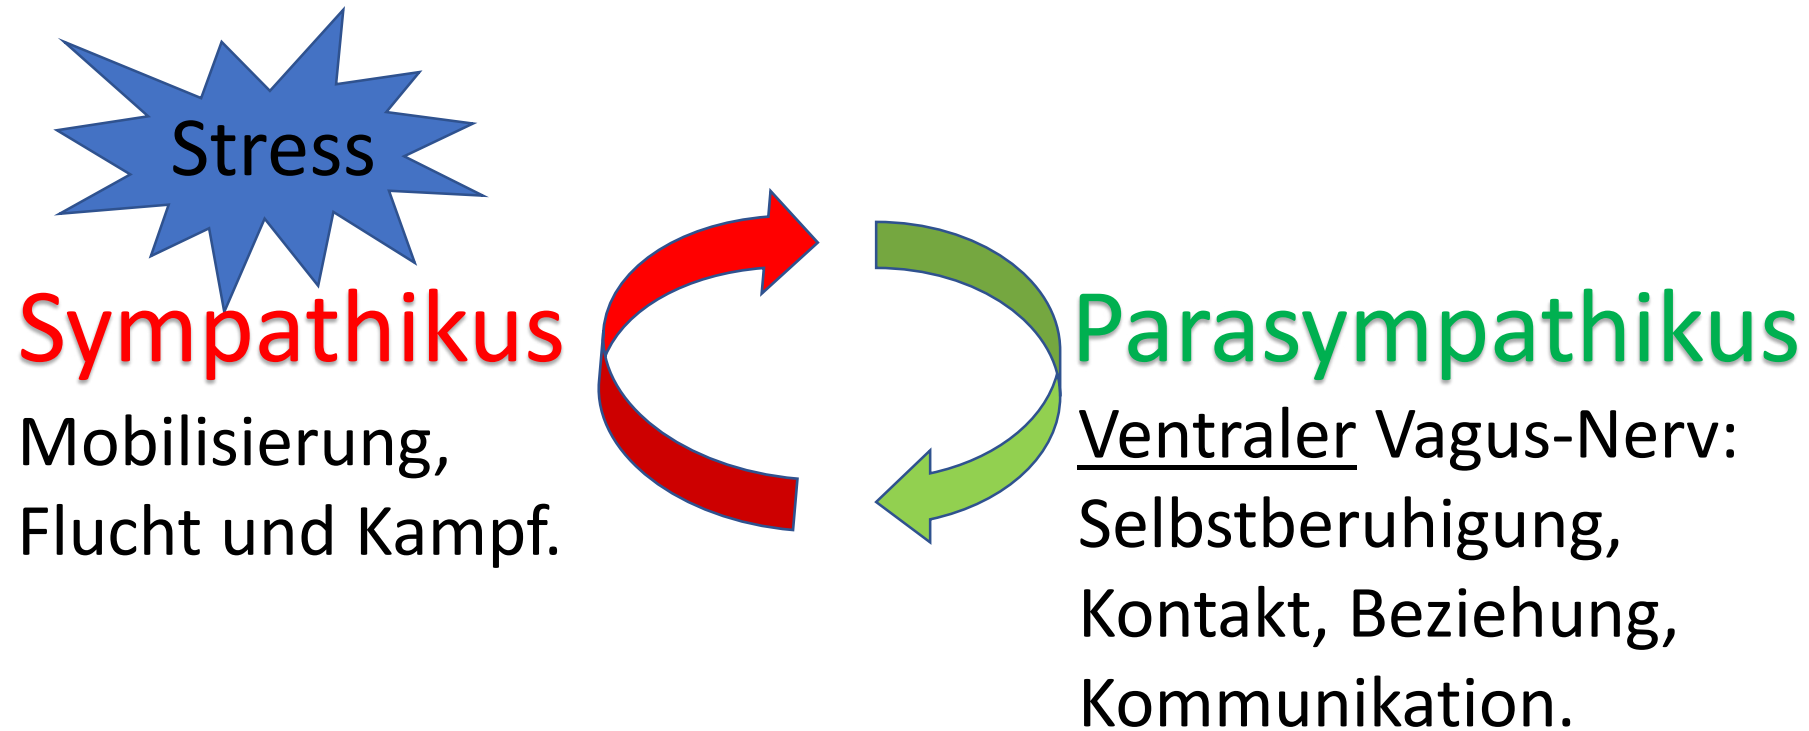 Stress
Sympathikus
Mobilisierung,
Flucht und Kampf.
Parasympathikus
Ventraler Vagus-Nerv:
Selbstberuhigung,
Kontakt, Beziehung,
Kommunikation.